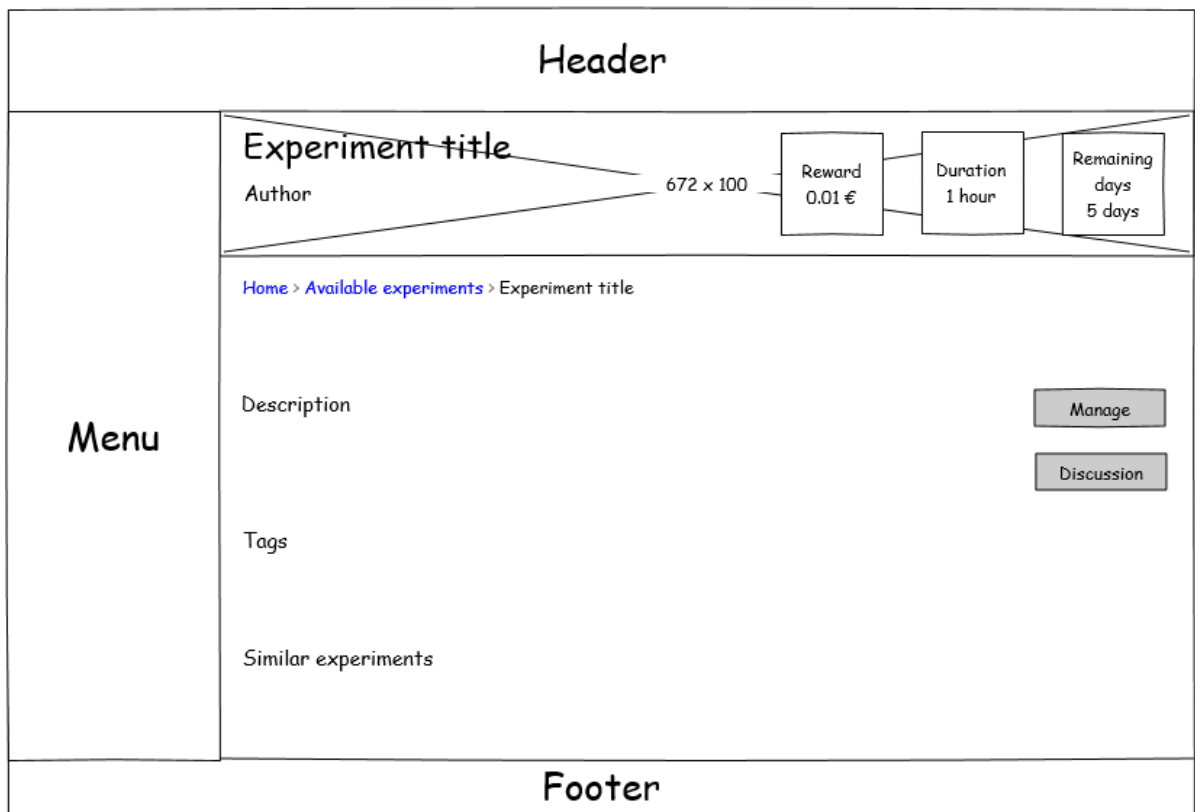 Header
Menu
Experiment title
Author
672 x 100
Reward
0.01 €
Duration
1 hour
Remaining
days
5 days
Home > Available experiments > Experiment title
Description
Manage
Discussion
Tags
Similar experiments
Footer